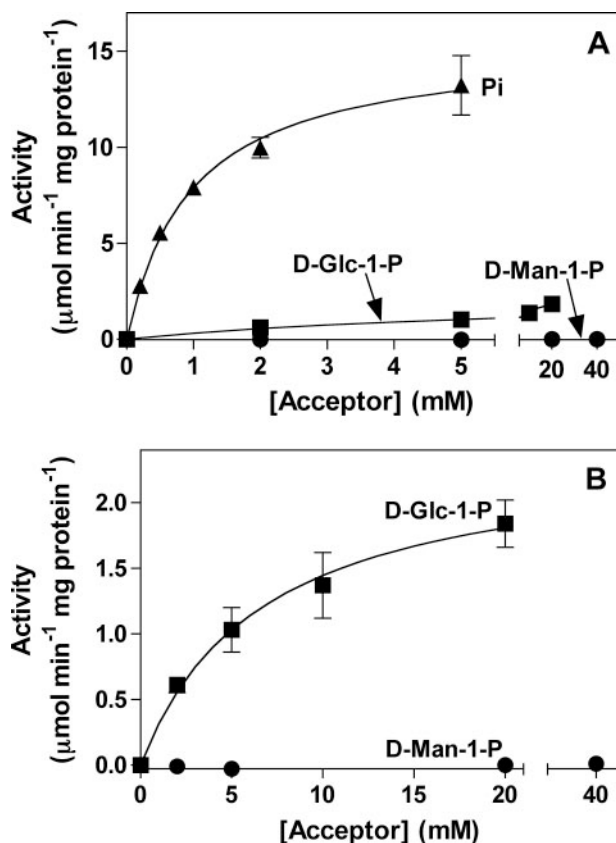 A
15
10
5
0
Activity
(μmol min⁻¹ mg protein⁻¹)
Pi
D-Glc-1-P
D-Man-1-P
0 1 2 3 4 5 20 40
[Acceptor] (mM)
B
2.0
1.5
1.0
0.5
0.0
Activity
(μmol min⁻¹ mg protein⁻¹)
D-Glc-1-P
D-Man-1-P
0 5 10 15 20 40
[Acceptor] (mM)